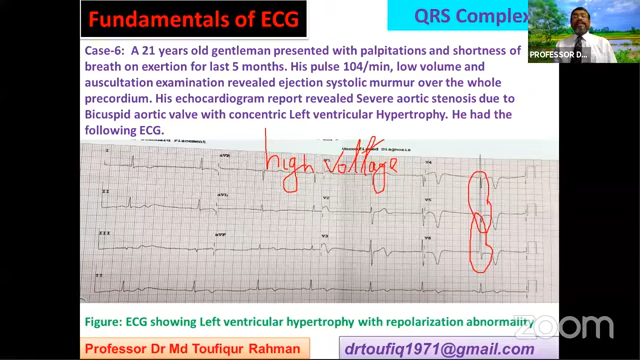 Fundamentals of ECG
QRS Complex
PROFESSOR D...
Case-6: A 21 years old gentleman presented with palpitations and shortness of
breath on exertion for last 5 months. His pulse 104/min, low volume and
auscultation examination revealed ejection systolic murmur over the whole
precordium. His echocardiogram report revealed Severe aortic stenosis due to
Bicuspid aortic valve with concentric Left ventricular Hypertrophy. He had the
following ECG.
high voltage
Unconfirmed Diagnosis
I aVR V4
II aVL V2 V5
III aVF V3 V6
II
Figure: ECG showing Left ventricular hypertrophy with repolarization abnormality
Professor Dr Md Toufiqur Rahman
drtoufiq1971@gmail.com
zoom